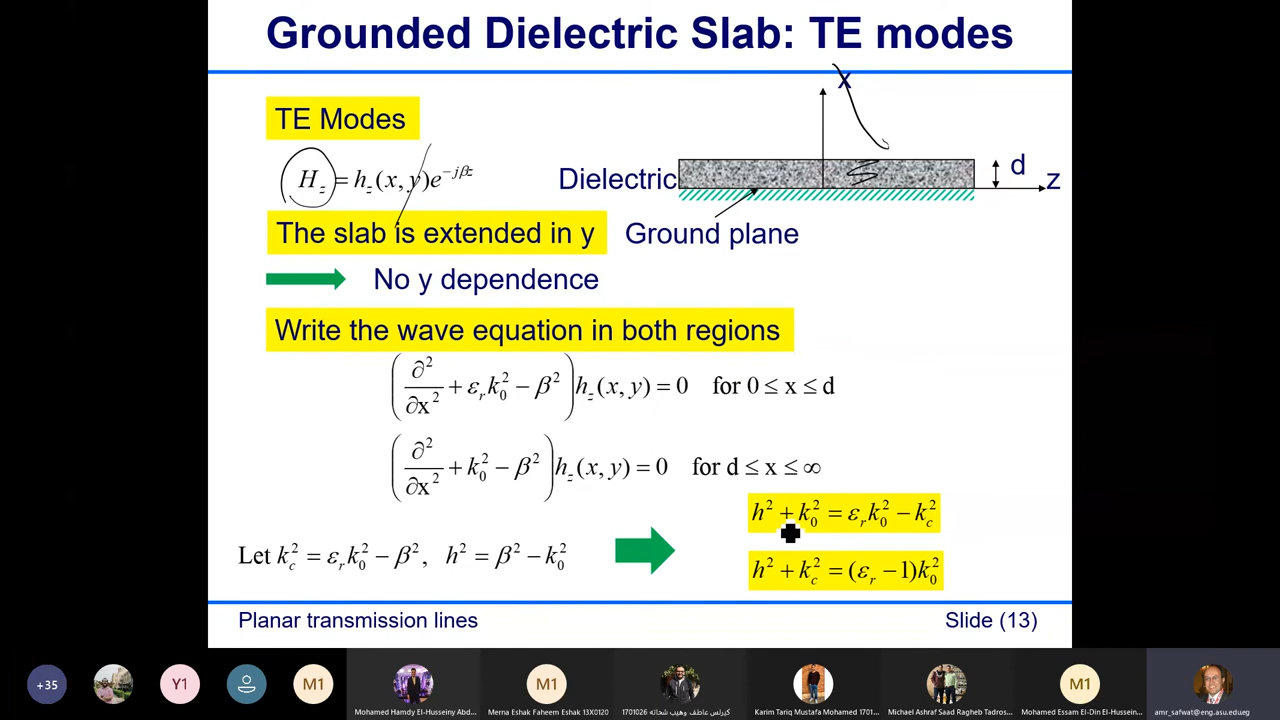 Grounded Dielectric Slab: TE modes
x
TE Modes
H_z = h_z(x, y)e^{-jβz}
Dielectric
d
z
The slab is extended in y
Ground plane
No y dependence
Write the wave equation in both regions
(∂²/∂x² + ε_r k_0² − β²) h_z(x, y) = 0 for 0 ≤ x ≤ d
(∂²/∂x² + k_0² − β²) h_z(x, y) = 0 for d ≤ x ≤ ∞
h² + k_0² = ε_r k_0² − k_c²
Let k_c² = ε_r k_0² − β², h² = β² − k_0²
h² + k_c² = (ε_r − 1)k_0²
Planar transmission lines
Slide (13)
+35
Y1
M1
M1
M1
Mohamed Hamdy El-Husseiny Abd...
Merna Eshak Faheem Eshak 13X0120
كيرلس عاطف وهيب شحاته 1701026
Karim Tariq Mustafa Mohamed 1701...
Michael Ashraf Saad Ragheb Tadros...
Mohamed Essam El-Din El-Hussein...
amr_safwat@eng.asu.edueg